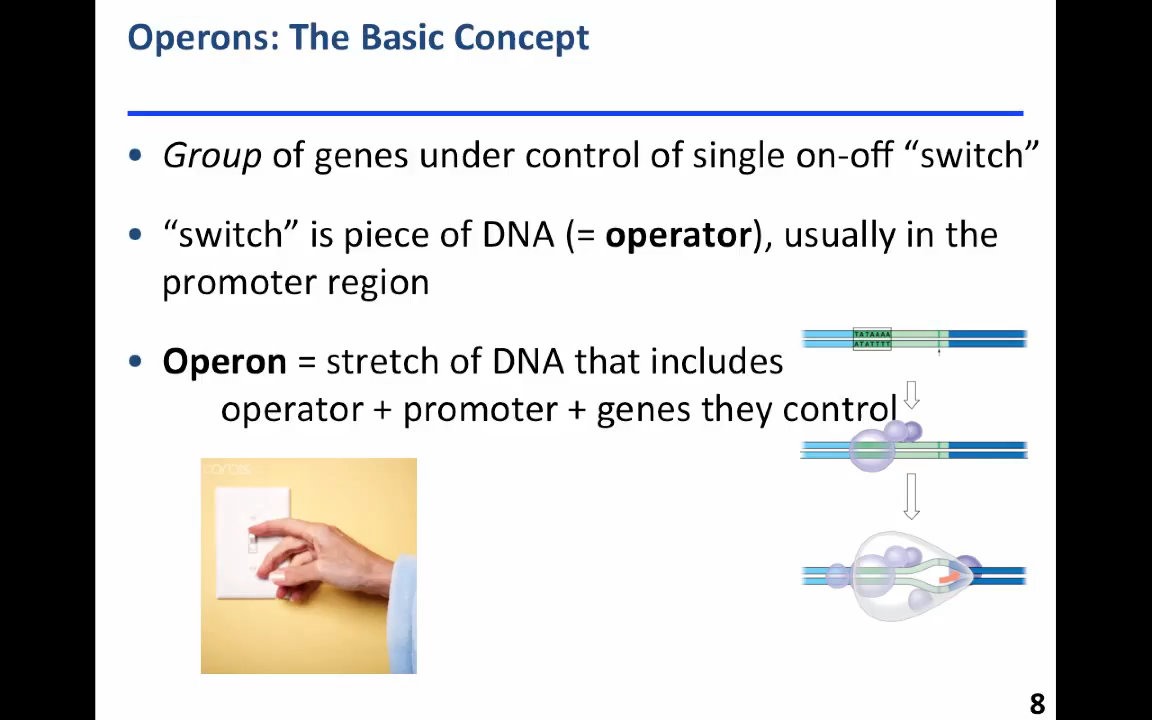 Operons: The Basic Concept
• Group of genes under control of single on-off “switch”
• “switch” is piece of DNA (= operator), usually in the
promoter region
• Operon = stretch of DNA that includes
operator + promoter + genes they control
TATAAAA
ATATTTT
corbis
8